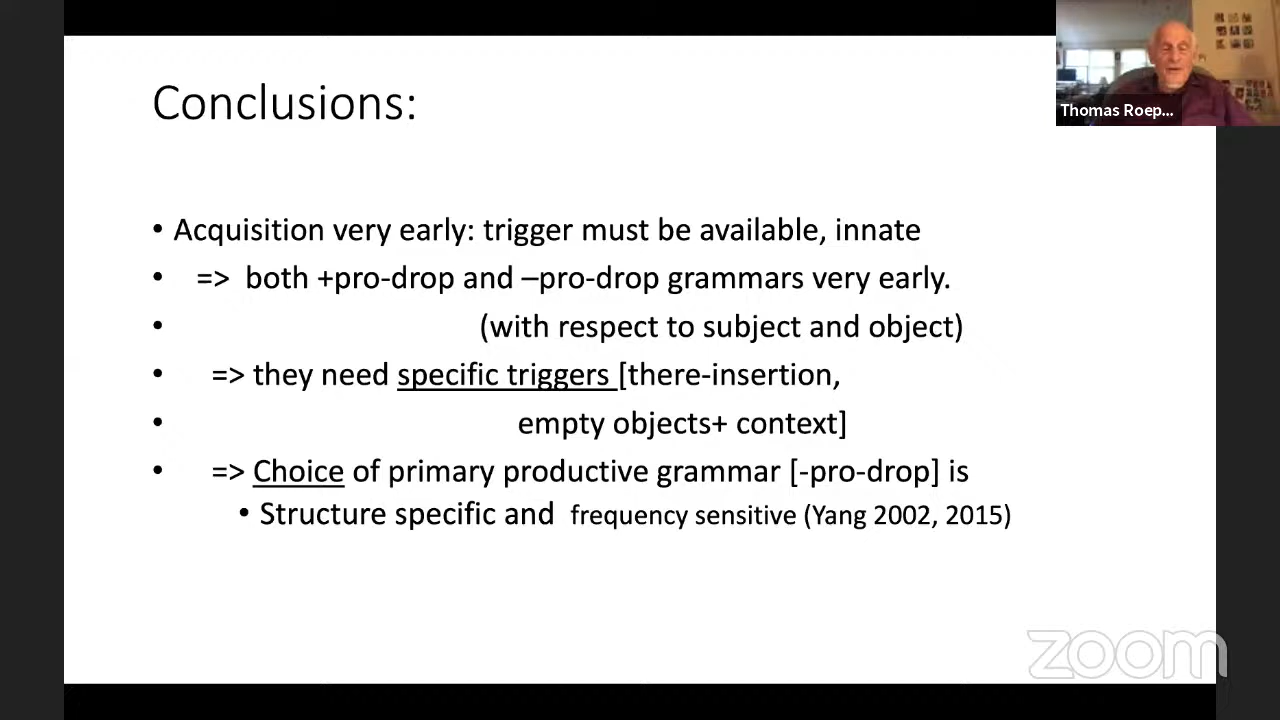 Conclusions:
Thomas Roep...
• Acquisition very early: trigger must be available, innate
• => both +pro-drop and –pro-drop grammars very early.
• (with respect to subject and object)
• => they need specific triggers [there-insertion,
• empty objects+ context]
• => Choice of primary productive grammar [-pro-drop] is
• Structure specific and frequency sensitive (Yang 2002, 2015)
zoom